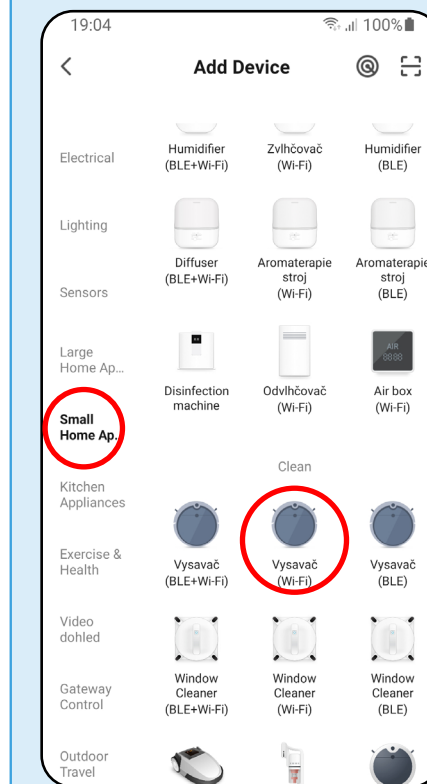 19:04
100%
Add Device
Electrical
Lighting
Sensors
Large
Home Ap...
Small
Home Ap...
Kitchen
Appliances
Exercise &
Health
Video
dohled
Gateway
Control
Outdoor
Travel
Humidifier
(BLE+Wi-Fi)
Zvlhčovač
(Wi-Fi)
Humidifier
(BLE)
Diffuser
(BLE+Wi-Fi)
Aromaterapie
stroj
(Wi-Fi)
Aromaterapie
stroj
(BLE)
Disinfection
machine
Odvlhčovač
(Wi-Fi)
AIR
8888
Air box
(Wi-Fi)
Clean
Vysavač
(BLE+Wi-Fi)
Vysavač
(Wi-Fi)
Vysavač
(BLE)
Window
Cleaner
(BLE+Wi-Fi)
Window
Cleaner
(Wi-Fi)
Window
Cleaner
(BLE)